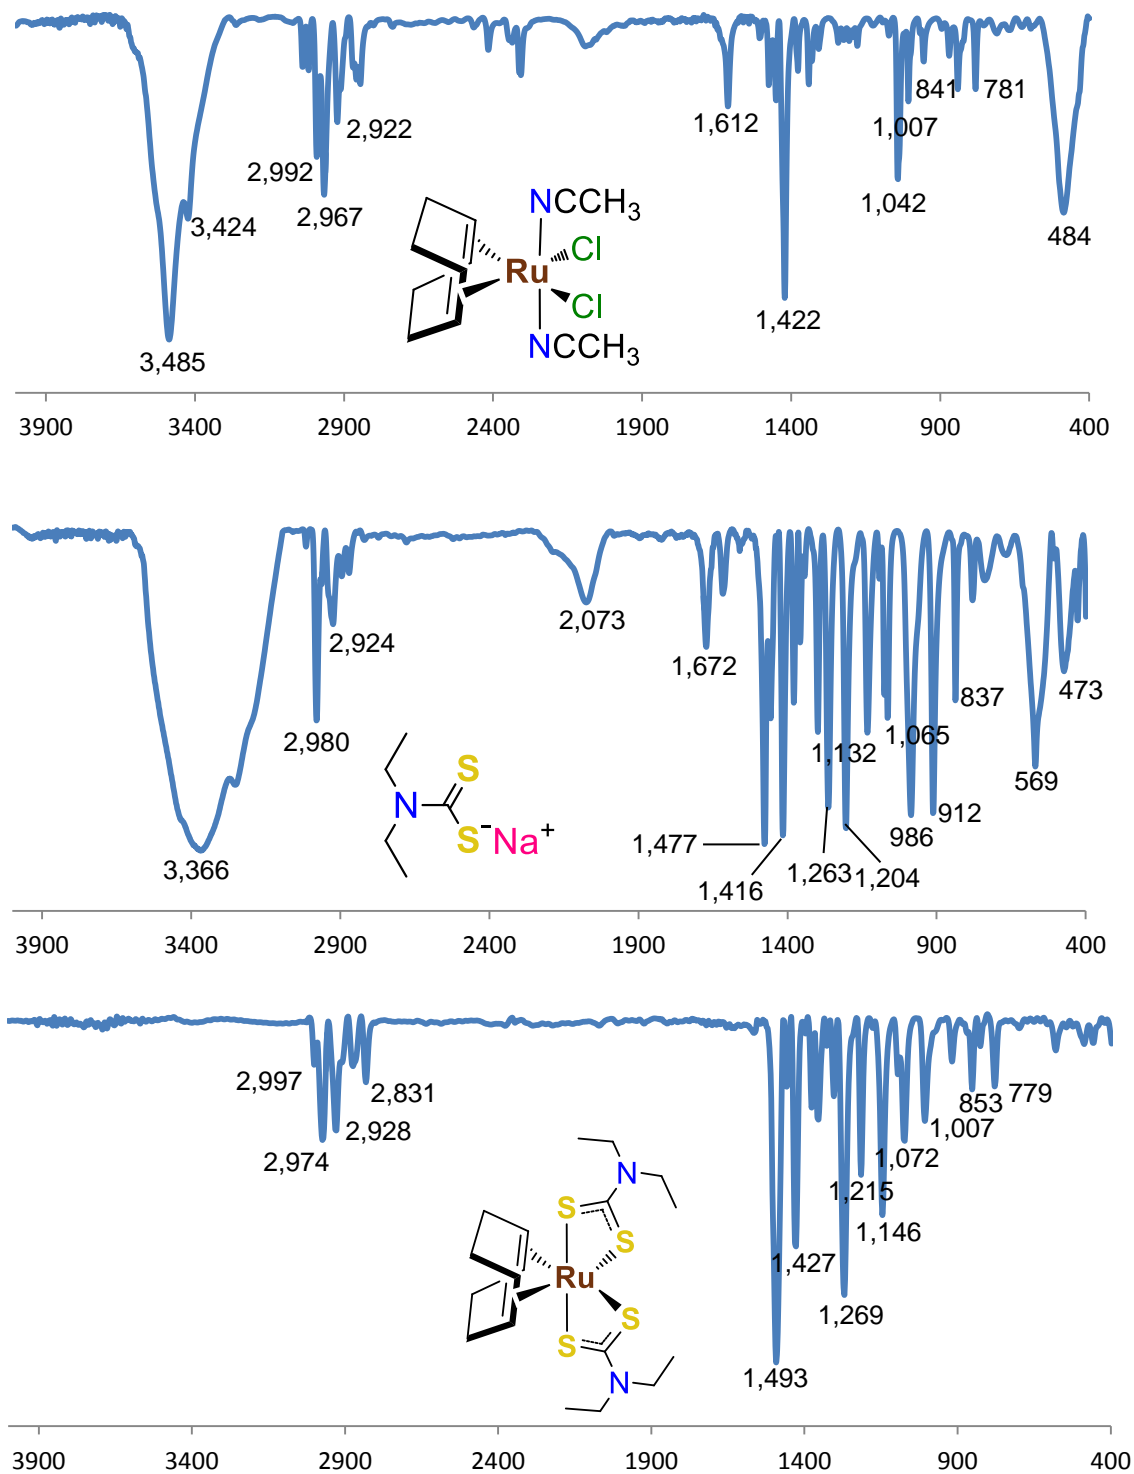 2,922
841
781
1,612
1,007
2,992
2,967
3,424
1,042
484
NCCH3
Cl
Ru
Cl
NCCH3
1,422
3,485
3900 3400 2900 2400 1900 1400 900 400
2,073
2,924
1,672
473
837
2,980
1,132
1,065
569
S
N
S⁻Na⁺
912
986
1,477
3,366
1,416
1,263
1,204
3900 3400 2900 2400 1900 1400 900 400
2,997
2,831
853
779
2,928
1,007
2,974
1,072
N
1,215
S
S
1,146
1,427
Ru
1,269
S
S
N
1,493
3900 3400 2900 2400 1900 1400 900 400